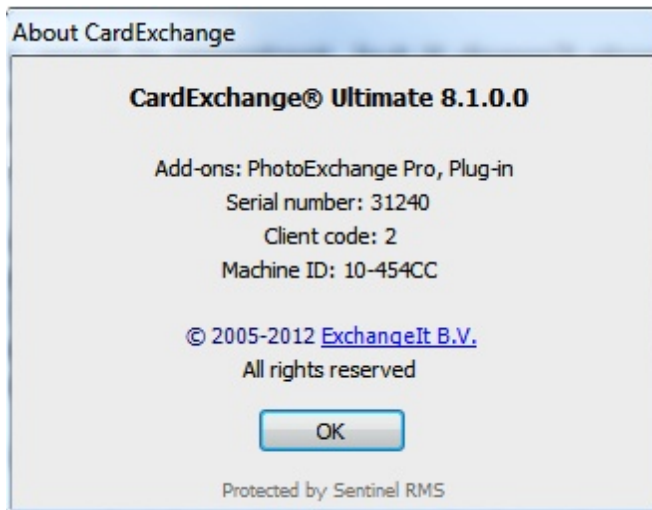 About CardExchange
CardExchange® Ultimate 8.1.0.0
Add-ons: PhotoExchange Pro, Plug-in
Serial number: 31240
Client code: 2
Machine ID: 10-454CC
© 2005-2012 ExchangeIt B.V.
All rights reserved
OK
Protected by Sentinel RMS